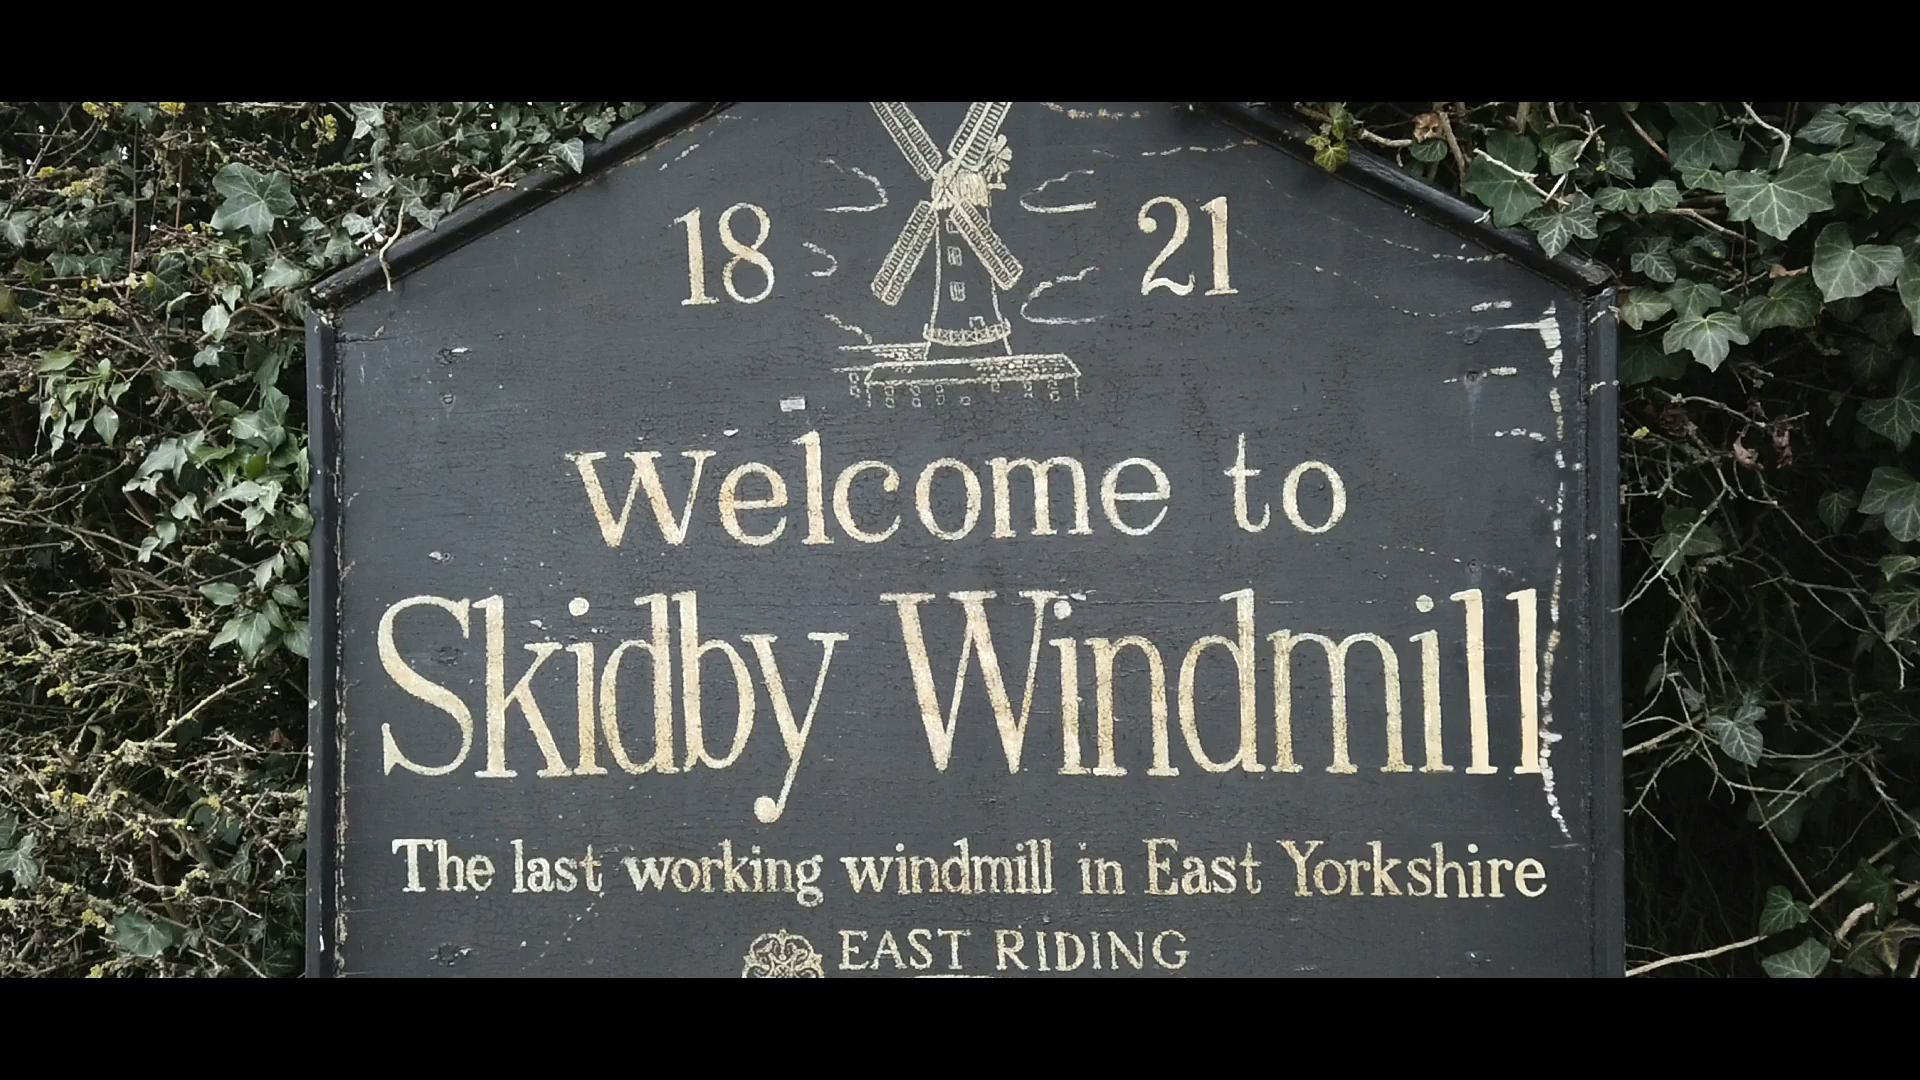 18 21
Welcome to
Skidby Windmill
The last working windmill in East Yorkshire
EAST RIDING